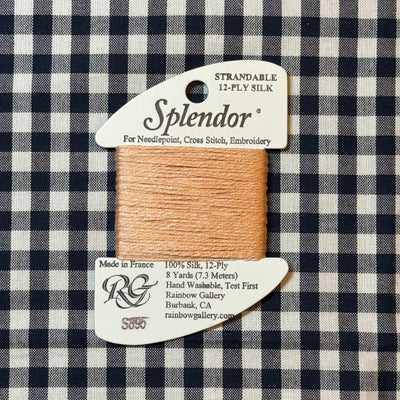 STRANDABLE
12-PLY SILK
Splendor®
For Needlepoint, Cross Stitch, Embroidery
Made in France
100% Silk, 12-Ply
8 Yards (7.3 Meters)
Hand Washable, Test First
Rainbow Gallery
Burbank, CA
rainbowgallery.com
RG